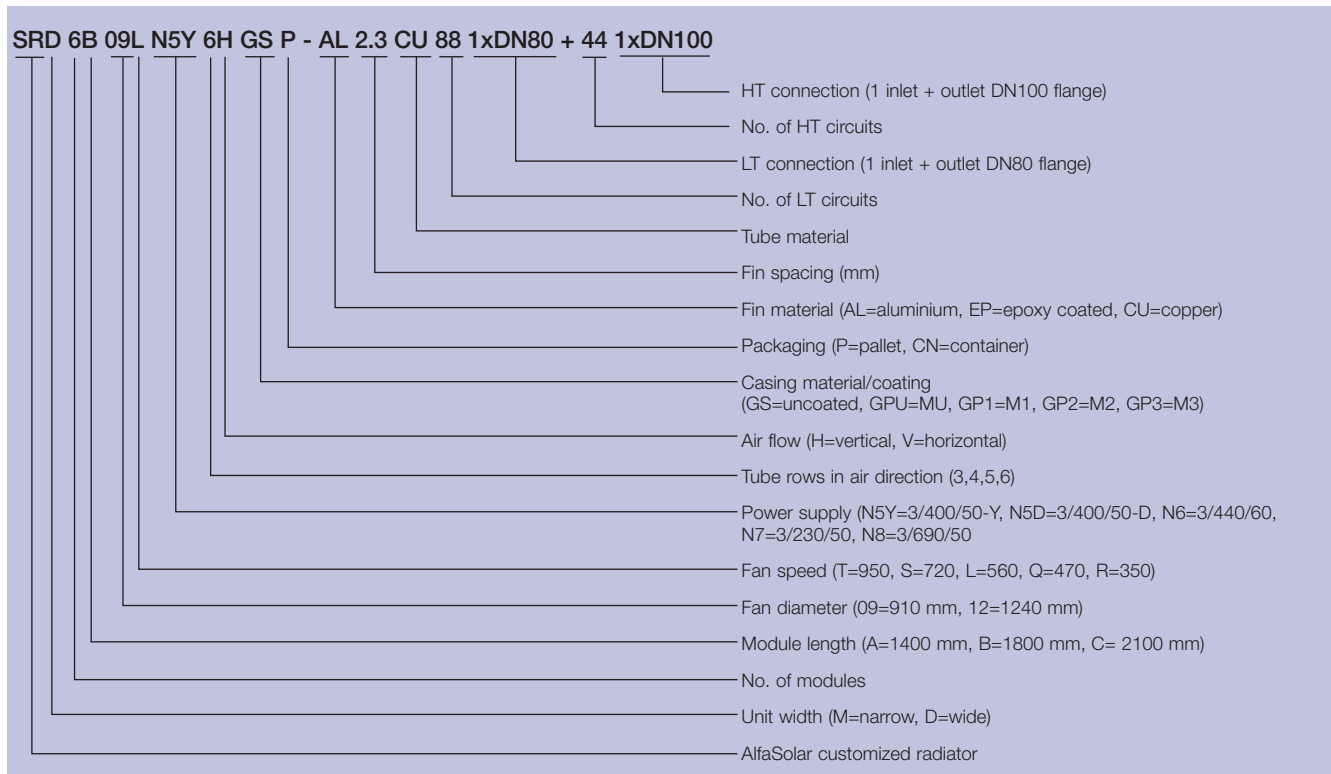 SRD 6B 09L N5Y 6H GS P - AL 2.3 CU 88 1xDN80 + 44 1xDN100
HT connection (1 inlet + outlet DN100 flange)
No. of HT circuits
LT connection (1 inlet + outlet DN80 flange)
No. of LT circuits
Tube material
Fin spacing (mm)
Fin material (AL=aluminium, EP=epoxy coated, CU=copper)
Packaging (P=pallet, CN=container)
Casing material/coating
(GS=uncoated, GPU=MU, GP1=M1, GP2=M2, GP3=M3)
Air flow (H=vertical, V=horizontal)
Tube rows in air direction (3,4,5,6)
Power supply (N5Y=3/400/50-Y, N5D=3/400/50-D, N6=3/440/60,
N7=3/230/50, N8=3/690/50
Fan speed (T=950, S=720, L=560, Q=470, R=350)
Fan diameter (09=910 mm, 12=1240 mm)
Module length (A=1400 mm, B=1800 mm, C= 2100 mm)
No. of modules
Unit width (M=narrow, D=wide)
AlfaSolar customized radiator